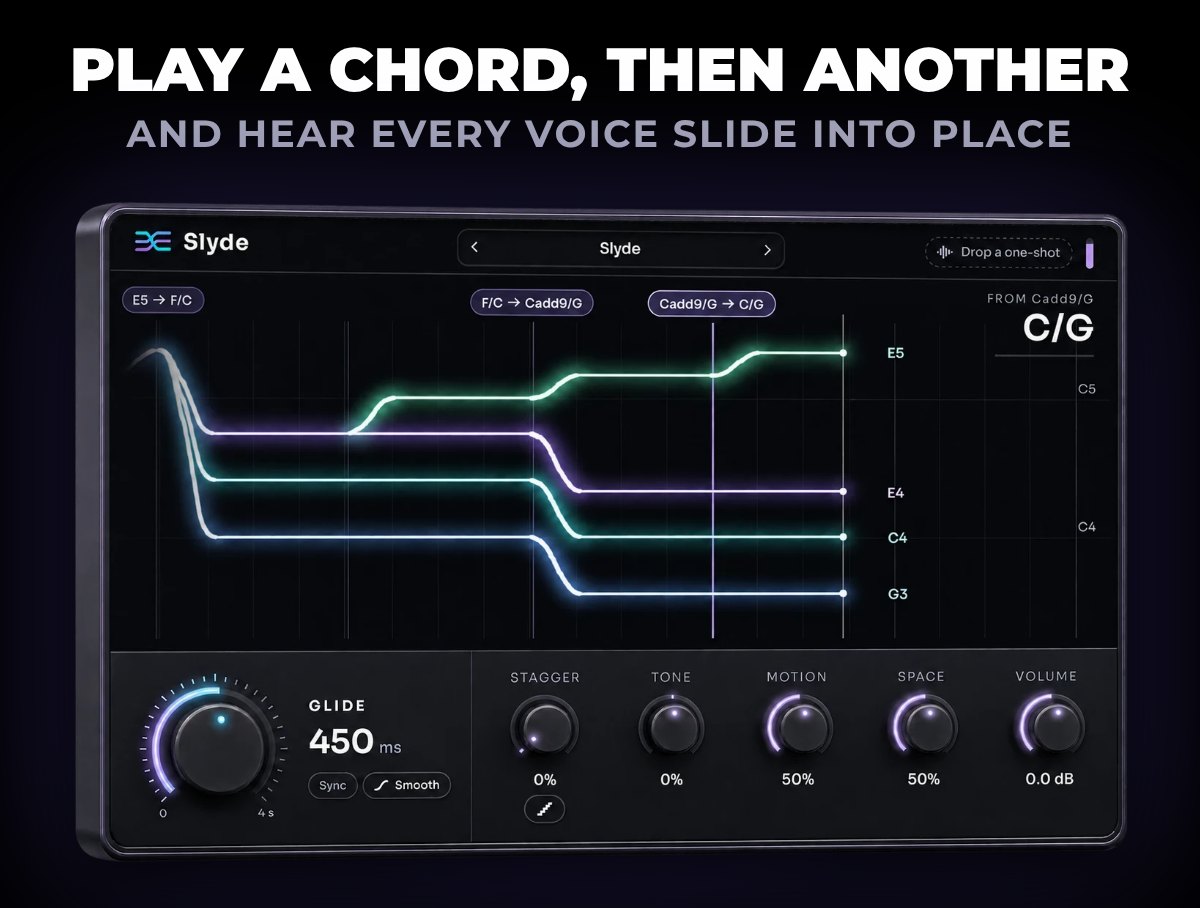 PLAY A CHORD, THEN ANOTHER
AND HEAR EVERY VOICE SLIDE INTO PLACE
Slyde
Slyde
Drop a one-shot
E5 → F/C
F/C → Cadd9/G
Cadd9/G → C/G
FROM Cadd9/G
C/G
E5
C5
E4
C4
C4
G3
GLIDE
450 ms
Sync
Smooth
0
4 s
STAGGER
0%
TONE
0%
MOTION
50%
SPACE
50%
VOLUME
0.0 dB